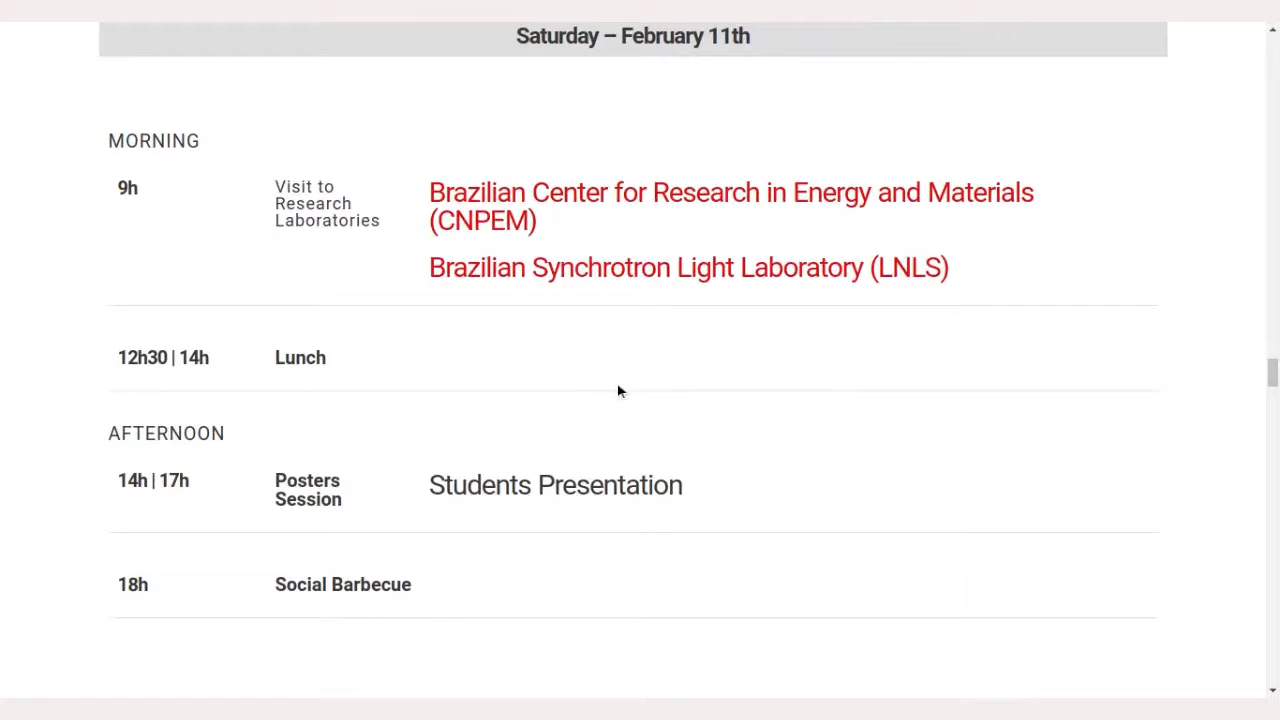 Saturday – February 11th
MORNING
9h
Visit to
Research
Laboratories
Brazilian Center for Research in Energy and Materials
(CNPEM)
Brazilian Synchrotron Light Laboratory (LNLS)
12h30 | 14h
Lunch
AFTERNOON
14h | 17h
Posters
Session
Students Presentation
18h
Social Barbecue